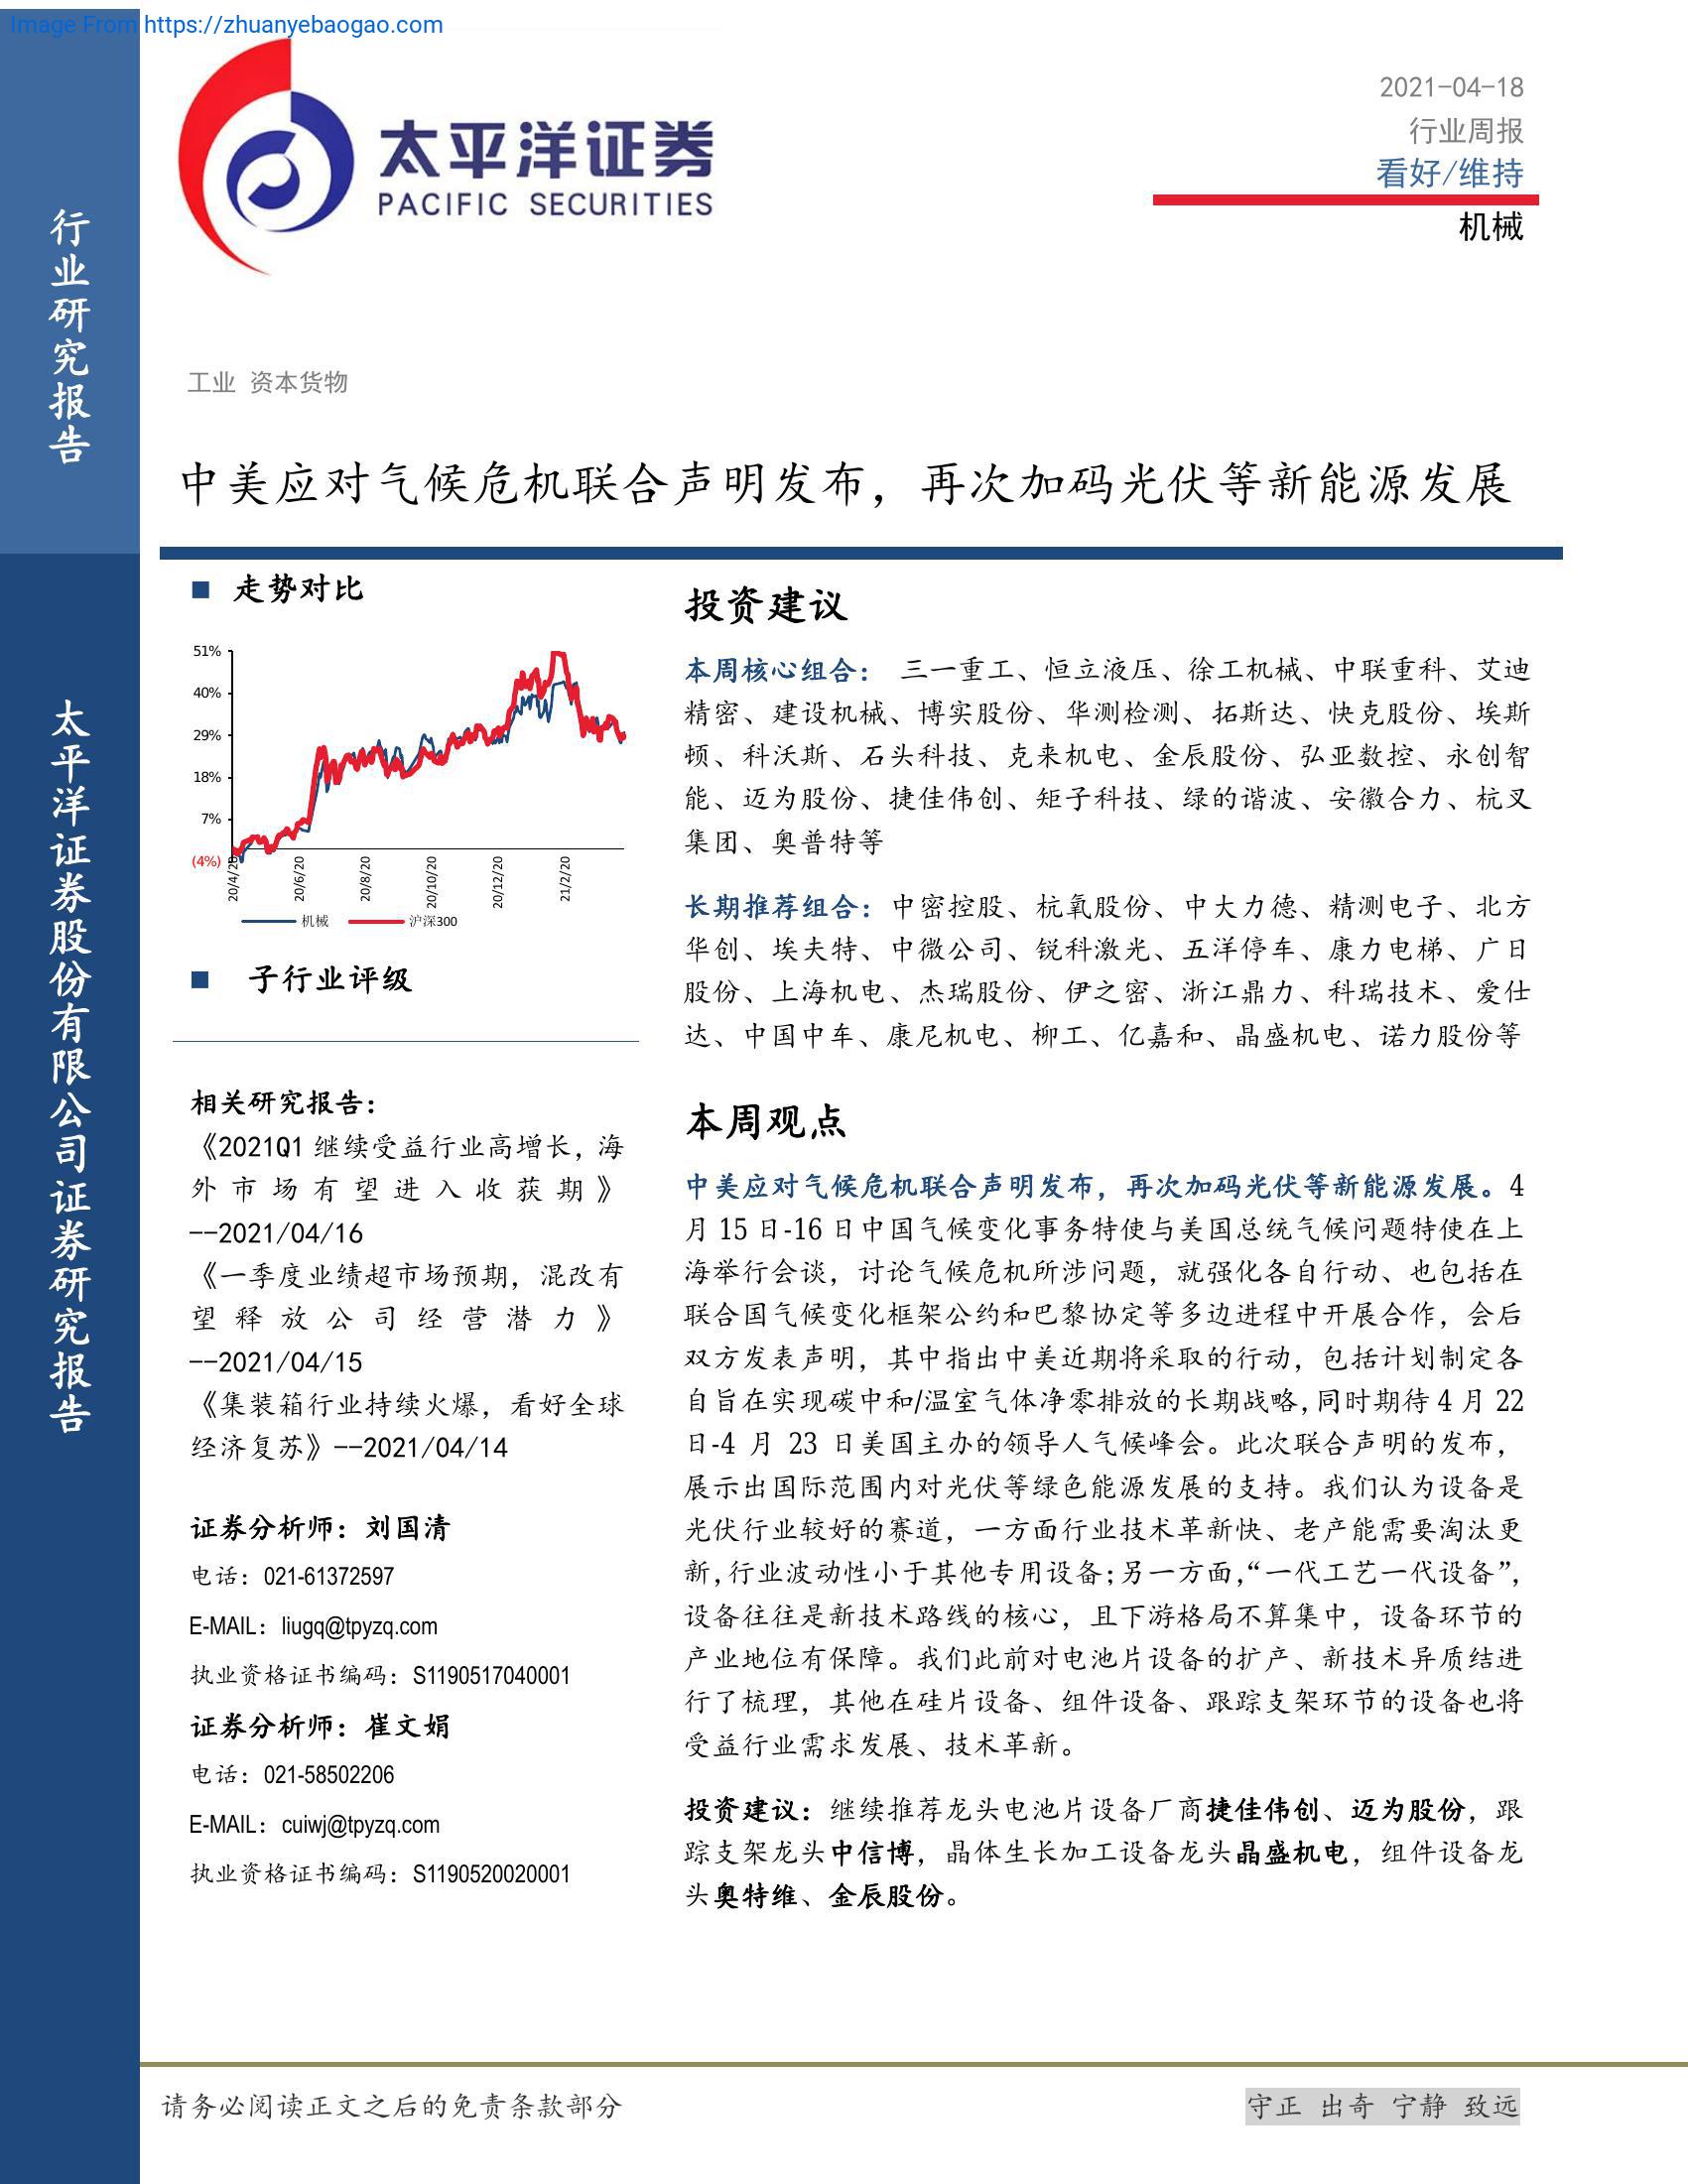 Image From https://zhuanyebaogao.com
太平洋证券
PACIFIC SECURITIES
2021-04-18
行业周报
看好/维持
机械
行业研究报告
太平洋证券股份有限公司证券研究报告
工业 资本货物
中美应对气候危机联合声明发布，再次加码光伏等新能源发展
■ 走势对比
51%
40%
29%
18%
7%
(4%)
20/4/20
20/6/20
20/8/20
20/10/20
20/12/20
21/2/20
机械 沪深300
■ 子行业评级
相关研究报告：
《2021Q1 继续受益行业高增长，海
外市场有望进入收获期》
--2021/04/16
《一季度业绩超市场预期，混改有
望释放公司经营潜力》
--2021/04/15
《集装箱行业持续火爆，看好全球
经济复苏》--2021/04/14
证券分析师：刘国清
电话：021-61372597
E-MAIL：liugq@tpyzq.com
执业资格证书编码：S1190517040001
证券分析师：崔文娟
电话：021-58502206
E-MAIL：cuiwj@tpyzq.com
执业资格证书编码：S1190520020001
投资建议
本周核心组合： 三一重工、恒立液压、徐工机械、中联重科、艾迪
精密、建设机械、博实股份、华测检测、拓斯达、快克股份、埃斯
顿、科沃斯、石头科技、克来机电、金辰股份、弘亚数控、永创智
能、迈为股份、捷佳伟创、矩子科技、绿的谐波、安徽合力、杭叉
集团、奥普特等
长期推荐组合：中密控股、杭氧股份、中大力德、精测电子、北方
华创、埃夫特、中微公司、锐科激光、五洋停车、康力电梯、广日
股份、上海机电、杰瑞股份、伊之密、浙江鼎力、科瑞技术、爱仕
达、中国中车、康尼机电、柳工、亿嘉和、晶盛机电、诺力股份等
本周观点
中美应对气候危机联合声明发布，再次加码光伏等新能源发展。4
月 15 日-16 日中国气候变化事务特使与美国总统气候问题特使在上
海举行会谈，讨论气候危机所涉问题，就强化各自行动、也包括在
联合国气候变化框架公约和巴黎协定等多边进程中开展合作，会后
双方发表声明，其中指出中美近期将采取的行动，包括计划制定各
自旨在实现碳中和/温室气体净零排放的长期战略，同时期待 4 月 22
日-4 月 23 日美国主办的领导人气候峰会。此次联合声明的发布，
展示出国际范围内对光伏等绿色能源发展的支持。我们认为设备是
光伏行业较好的赛道，一方面行业技术革新快、老产能需要淘汰更
新，行业波动性小于其他专用设备；另一方面，“一代工艺一代设备”，
设备往往是新技术路线的核心，且下游格局不算集中，设备环节的
产业地位有保障。我们此前对电池片设备的扩产、新技术异质结进
行了梳理，其他在硅片设备、组件设备、跟踪支架环节的设备也将
受益行业需求发展、技术革新。
投资建议：继续推荐龙头电池片设备厂商捷佳伟创、迈为股份，跟
踪支架龙头中信博，晶体生长加工设备龙头晶盛机电，组件设备龙
头奥特维、金辰股份。
请务必阅读正文之后的免责条款部分
守正 出奇 宁静 致远